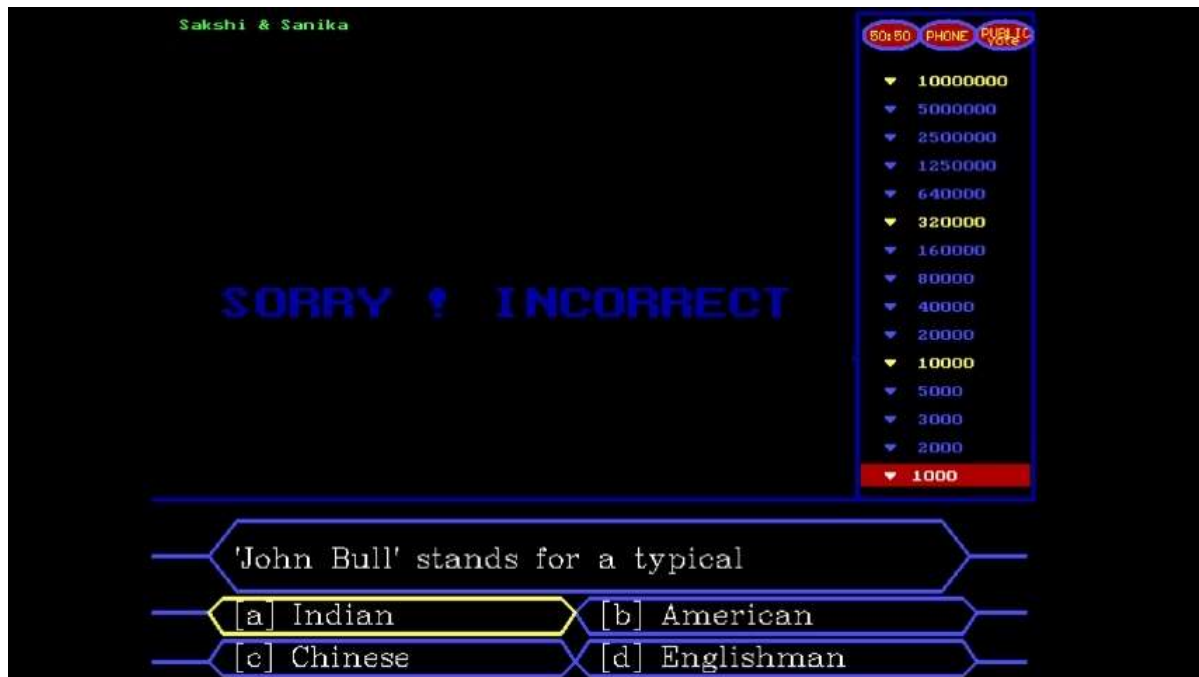 Sakshi & Sanika
50:50 PHONE PUBLIC
vote
10000000
5000000
2500000
1250000
640000
320000
160000
80000
40000
20000
10000
5000
3000
2000
1000
SORRY ! INCORRECT
'John Bull' stands for a typical
[a] Indian [b] American
[c] Chinese [d] Englishman